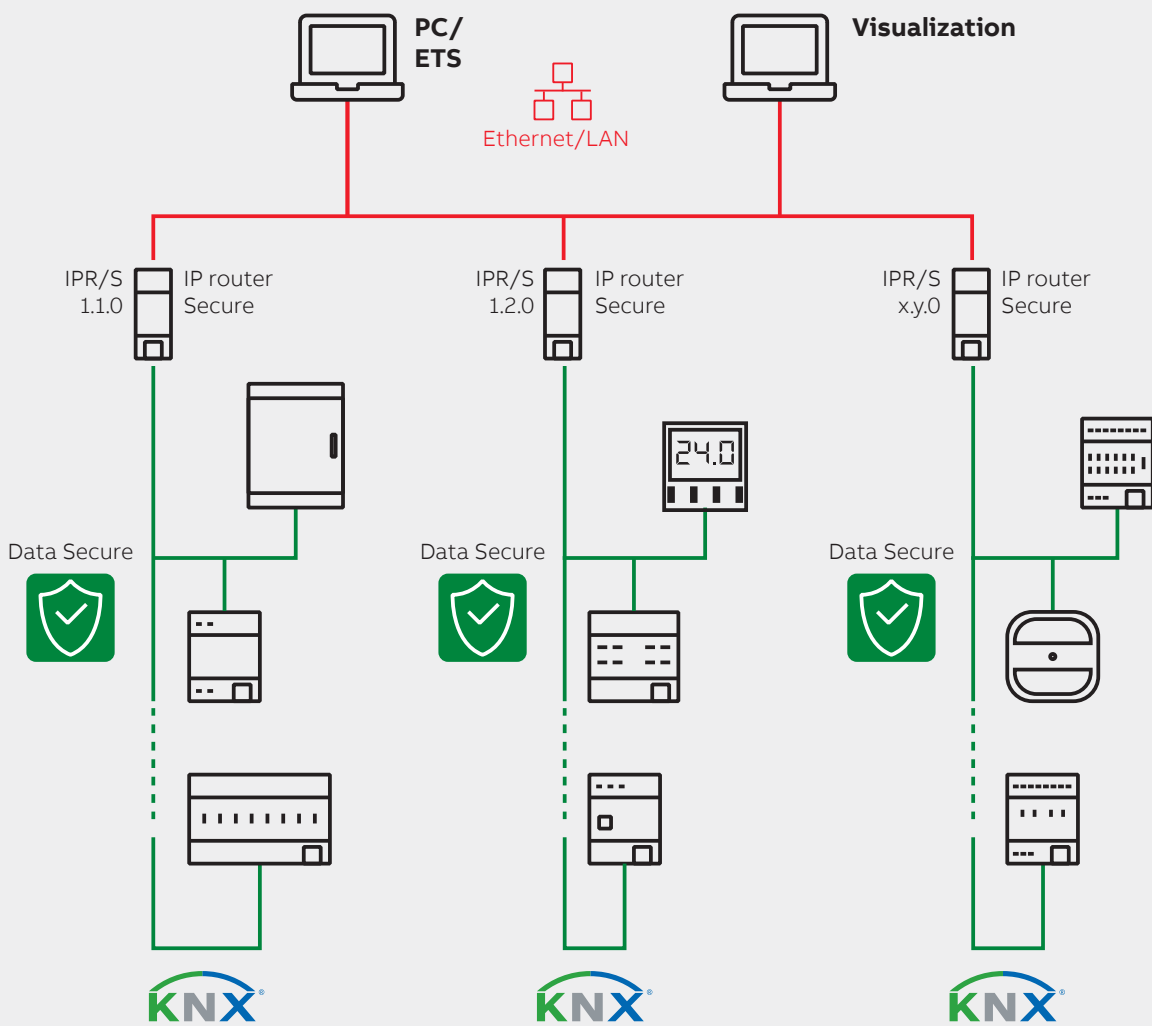 PC/
ETS
Visualization
Ethernet/LAN
IPR/S
1.1.0
IP router
Secure
IPR/S
1.2.0
IP router
Secure
IPR/S
x.y.0
IP router
Secure
24.0
Data Secure
Data Secure
Data Secure
KNX®
KNX®
KNX®